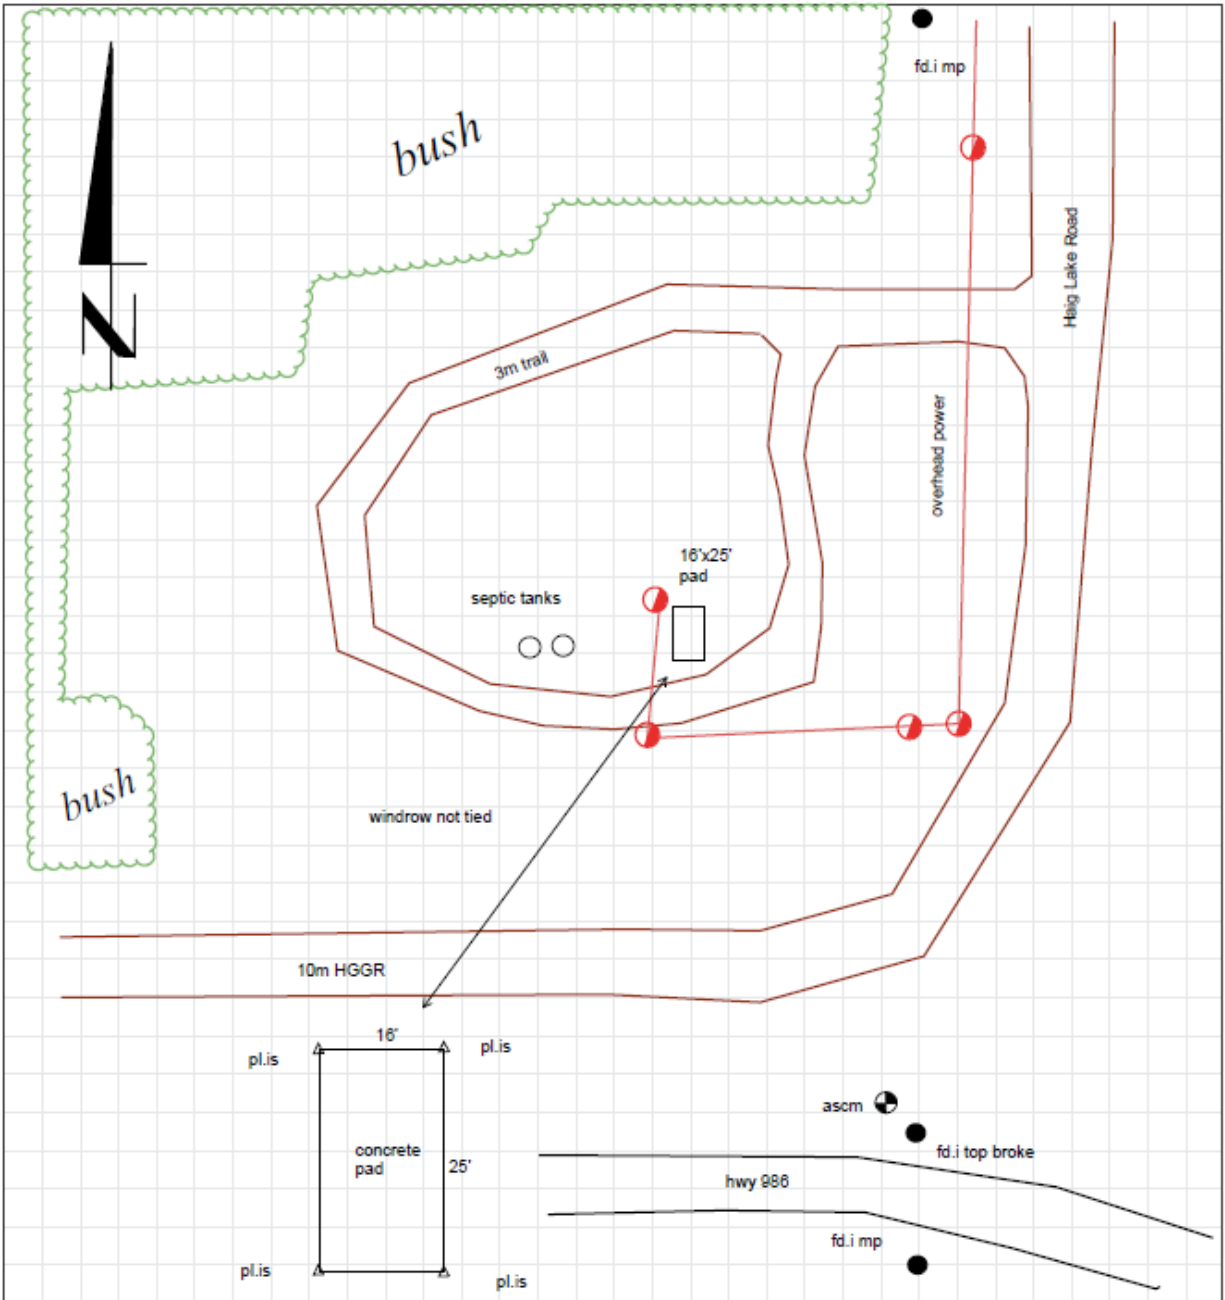 fd.i mp
bush
Haig Lake Road
N
3m trail
overhead power
16'x25'
pad
septic tanks
bush
windrow not tied
10m HGGR
16'
pl.is
pl.is
ascm
concrete
pad
25'
fd.i top broke
hwy 986
fd.i mp
pl.is
pl.is